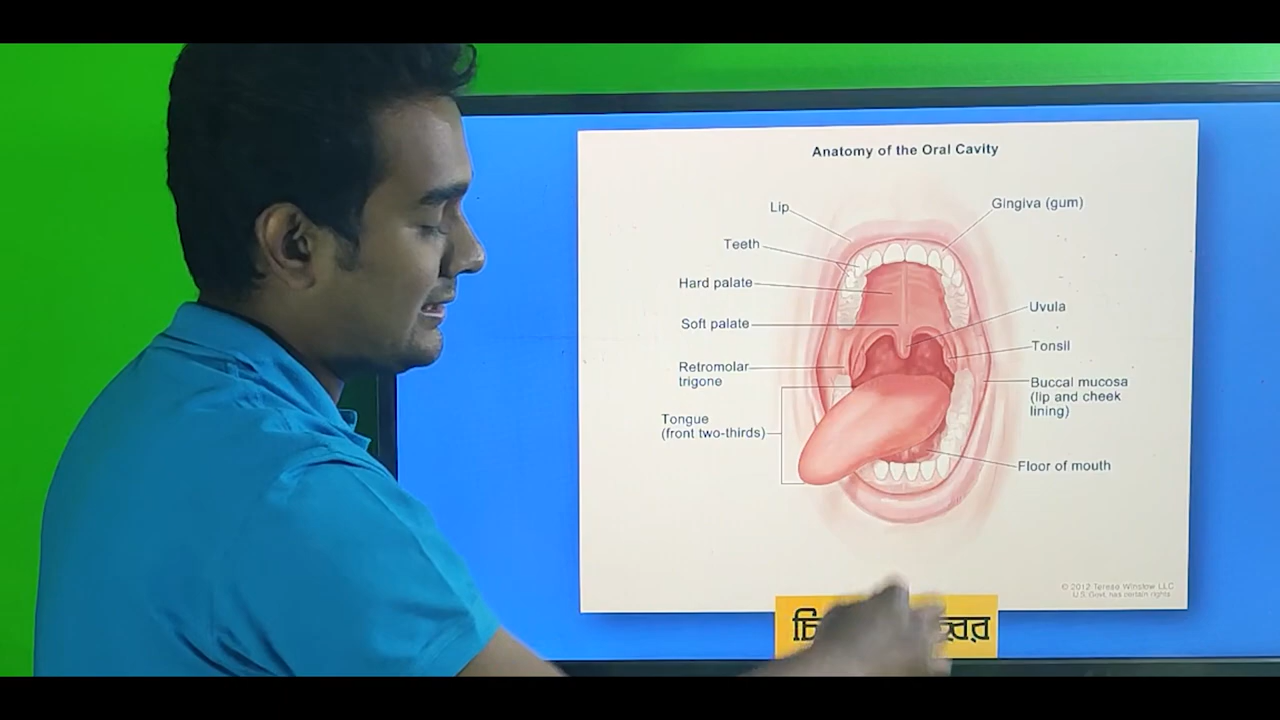 Anatomy of the Oral Cavity
Lip
Gingiva (gum)
Teeth
Hard palate
Soft palate
Uvula
Tonsil
Retromolar
trigone
Buccal mucosa
(lip and cheek
lining)
Tongue
(front two-thirds)
Floor of mouth
© 2012 Terese Winslow LLC
U.S. Govt. has certain rights